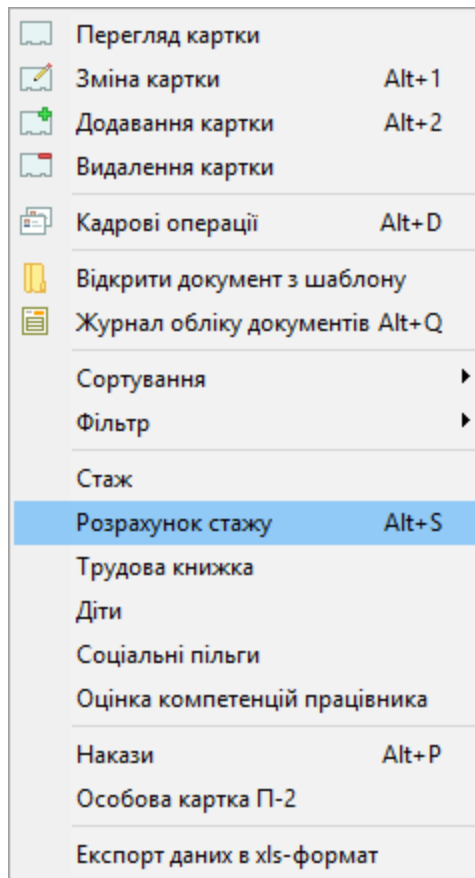 Перегляд картки
Зміна картки Alt+1
Додавання картки Alt+2
Видалення картки
Кадрові операції Alt+D
Відкрити документ з шаблону
Журнал обліку документів Alt+Q
Сортування
Фільтр
Стаж
Розрахунок стажу Alt+S
Трудова книжка
Діти
Соціальні пільги
Оцінка компетенцій працівника
Накази Alt+P
Особова картка П-2
Експорт даних в xls-формат